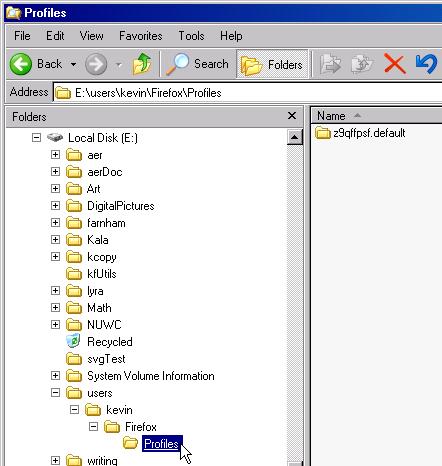 Profiles
File Edit View Favorites Tools Help
Back Search Folders
Address E:\users\kevin\Firefox\Profiles
Folders
Name
Local Disk (E:)
z9qffpsf.default
aer
aerDoc
Art
DigitalPictures
farnham
Kala
kcopy
kfUtils
lyra
Math
NUWC
Recycled
svgTest
System Volume Information
users
kevin
Firefox
Profiles
writing